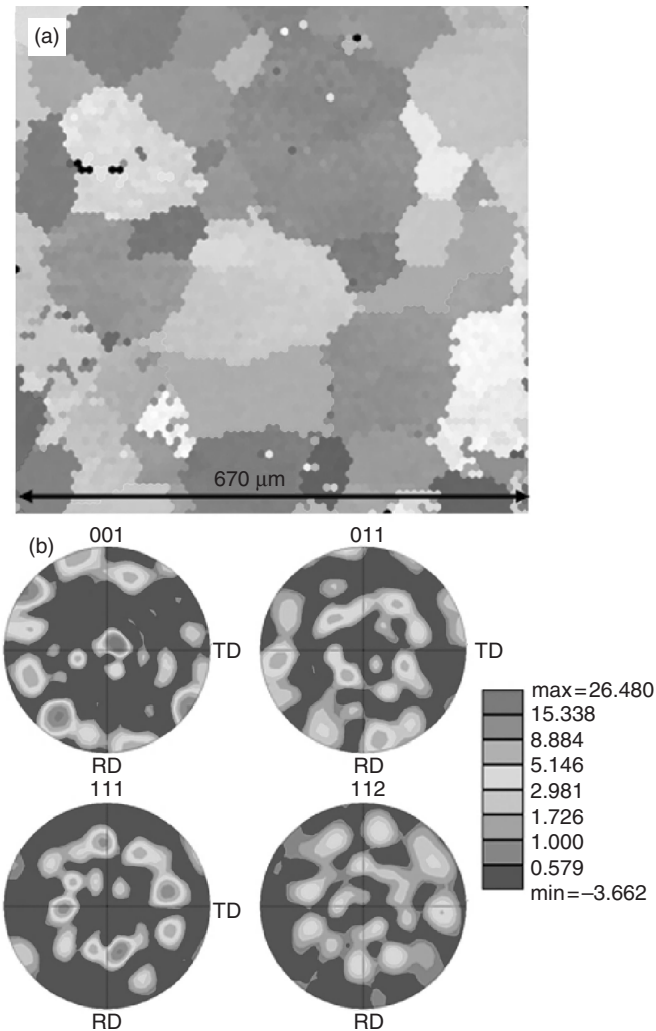 (a)
670 μm
(b)
001
011
TD
TD
RD
RD
111
112
TD
RD
RD
max=26.480
15.338
8.884
5.146
2.981
1.726
1.000
0.579
min=−3.662